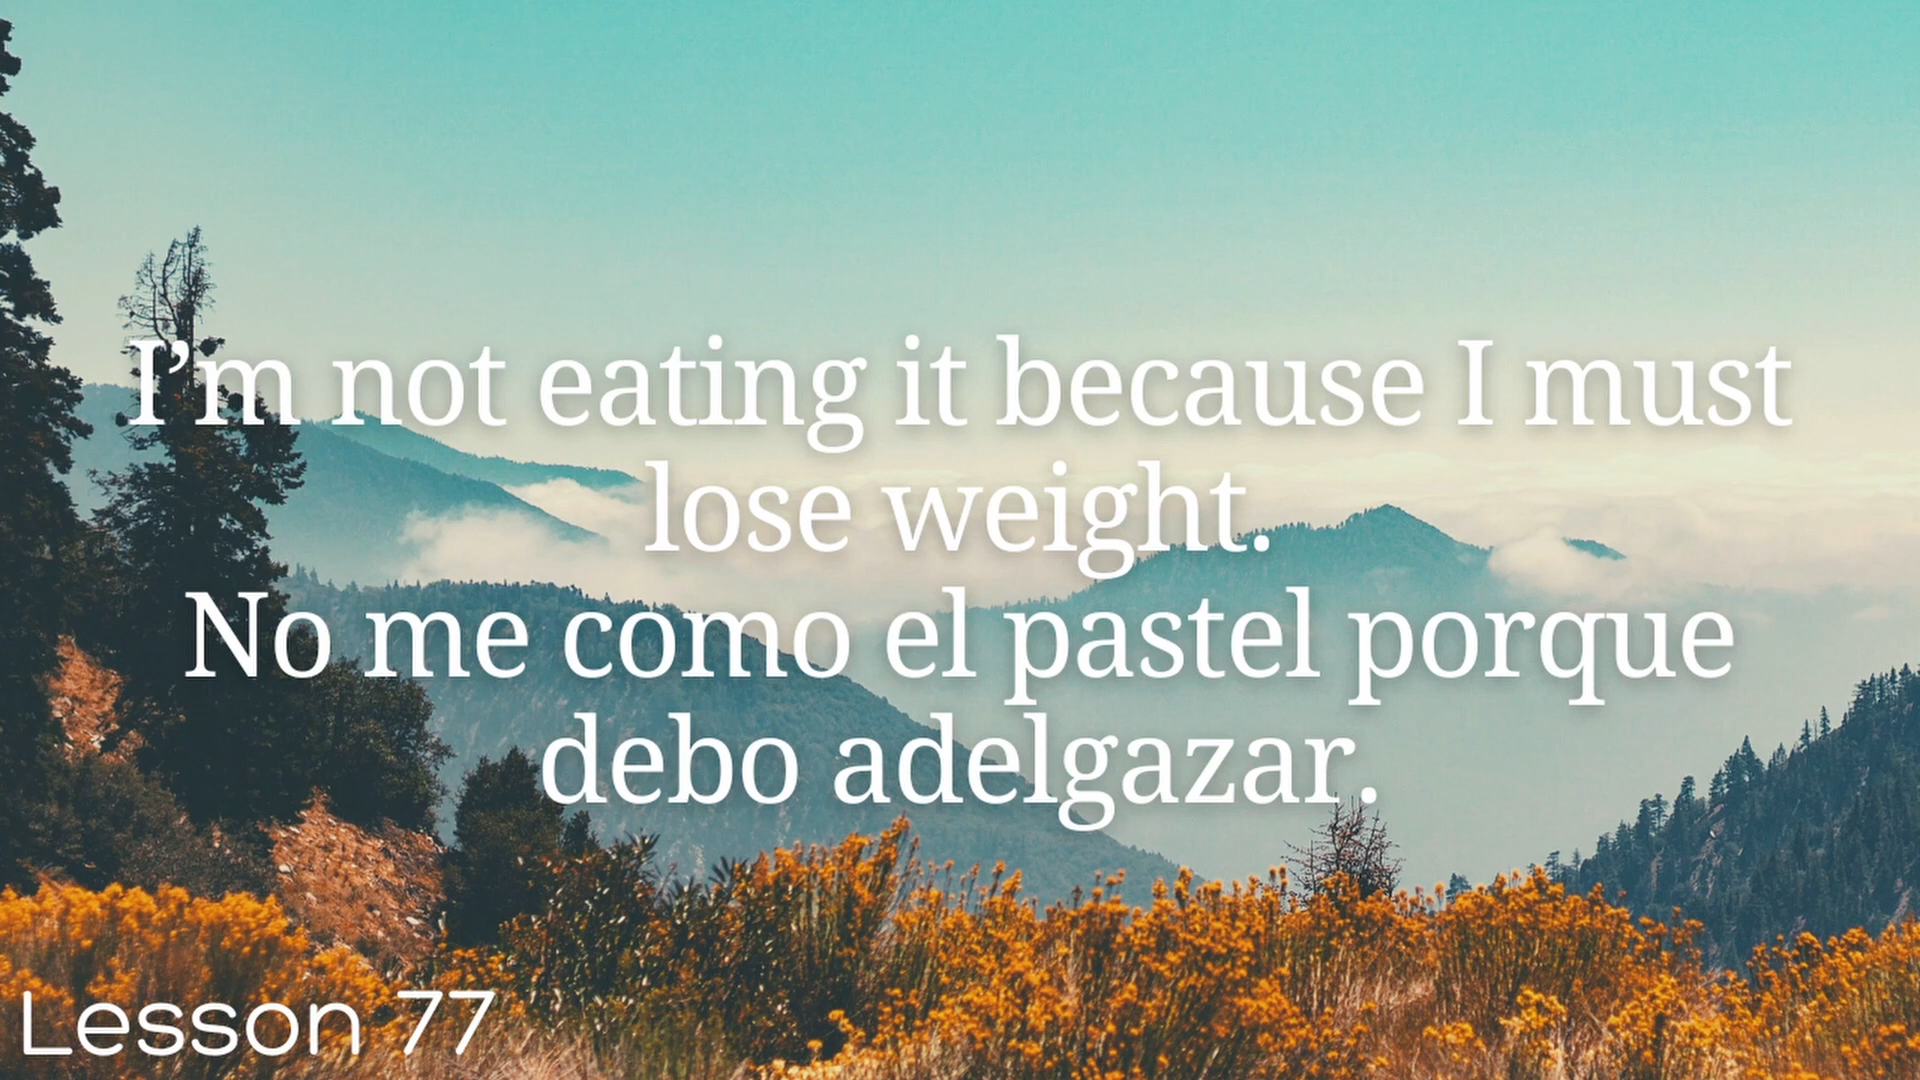 I’m not eating it because I must
lose weight.
No me como el pastel porque
debo adelgazar.
Lesson 77